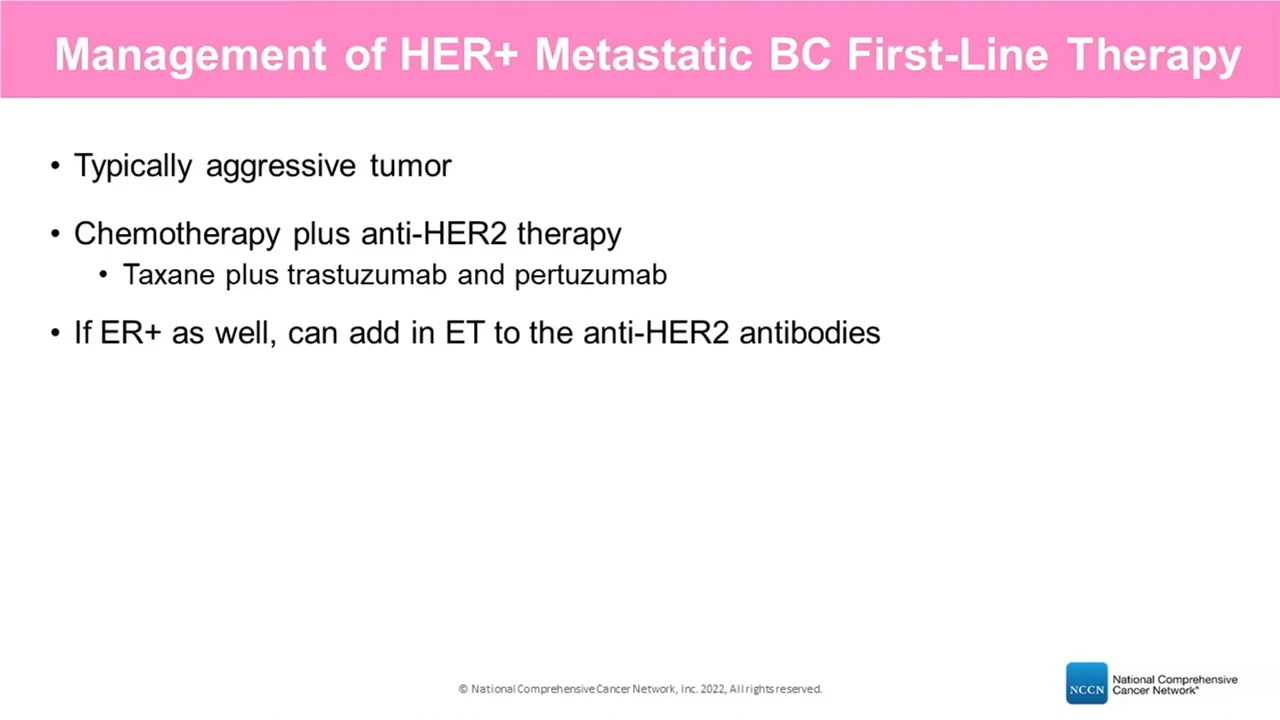 Management of HER+ Metastatic BC First-Line Therapy
• Typically aggressive tumor
• Chemotherapy plus anti-HER2 therapy
• Taxane plus trastuzumab and pertuzumab
• If ER+ as well, can add in ET to the anti-HER2 antibodies
© National Comprehensive Cancer Network, Inc. 2022, All rights reserved.
NCCN
National Comprehensive
Cancer Network®